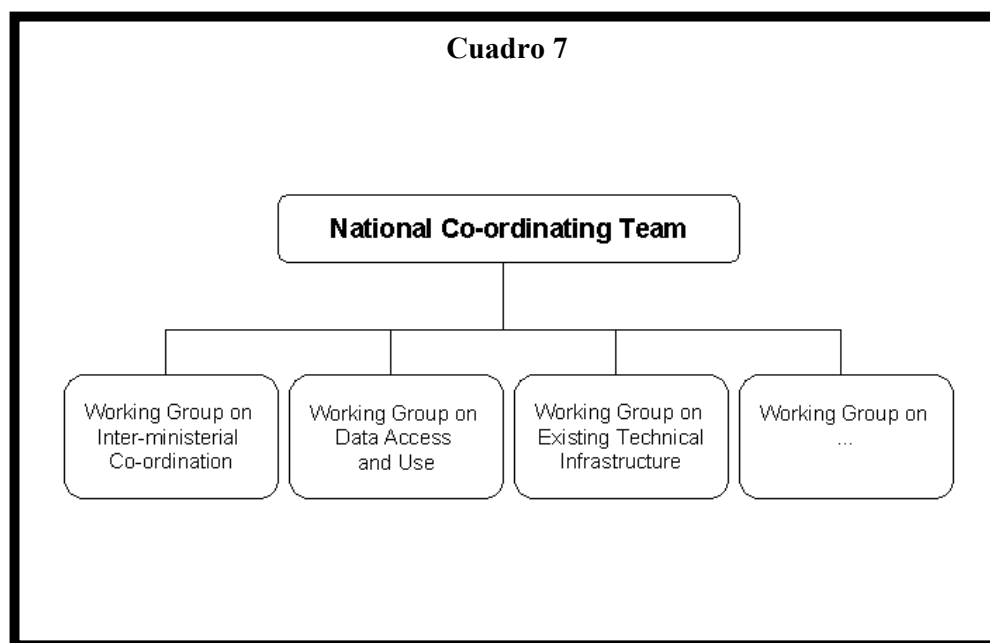 Cuadro 7
National Co-ordinating Team
Working Group on
Inter-ministerial
Co-ordination
Working Group on
Data Access
and Use
Working Group on
Existing Technical
Infrastructure
Working Group on
...